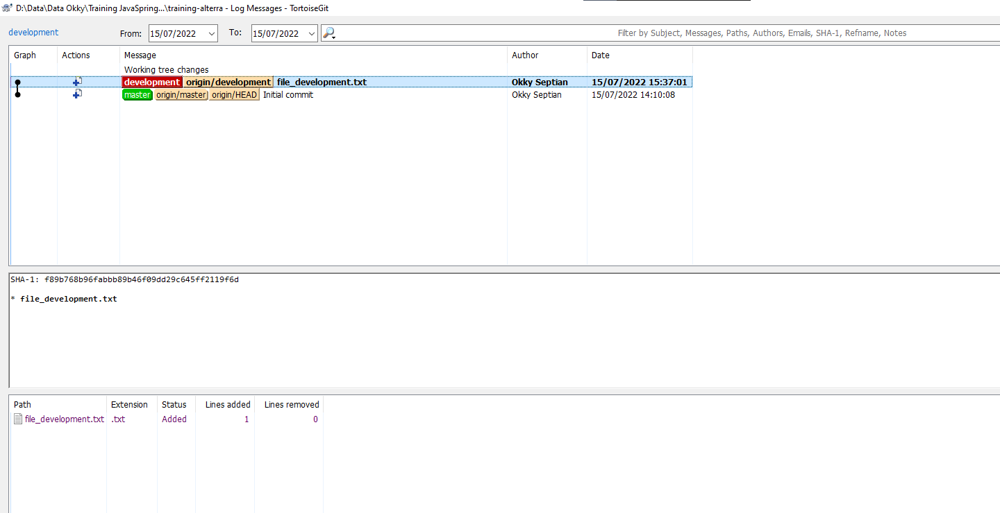 D:\Data\Data Okky\Training JavaSpring...\training-alterra - Log Messages - TortoiseGit
development From: 15/07/2022 To: 15/07/2022 Filter by Subject, Messages, Paths, Authors, Emails, SHA-1, Refname, Notes
Graph Actions Message Author Date
Working tree changes
development origin/development file_development.txt Okky Septian 15/07/2022 15:37:01
master origin/master origin/HEAD Initial commit Okky Septian 15/07/2022 14:10:08
SHA-1: f89b768b96fabbb89b46f09dd29c645ff2119f6d
* file_development.txt
Path Extension Status Lines added Lines removed
file_development.txt .txt Added 1 0